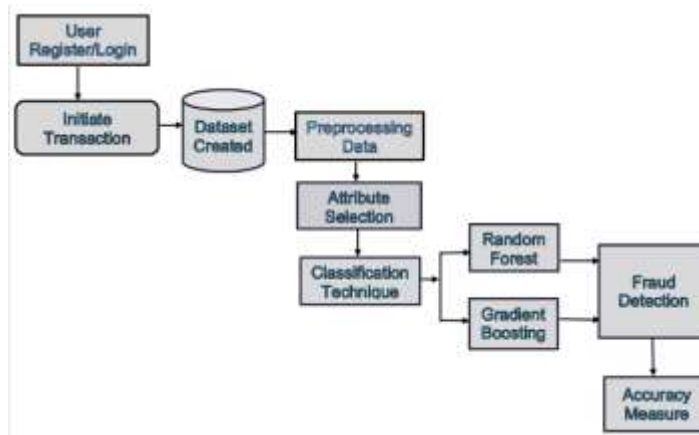 User
Register/Login
Initiate
Transaction
Dataset
Created
Preprocessing
Data
Attribute
Selection
Classification
Technique
Random
Forest
Gradient
Boosting
Fraud
Detection
Accuracy
Measure